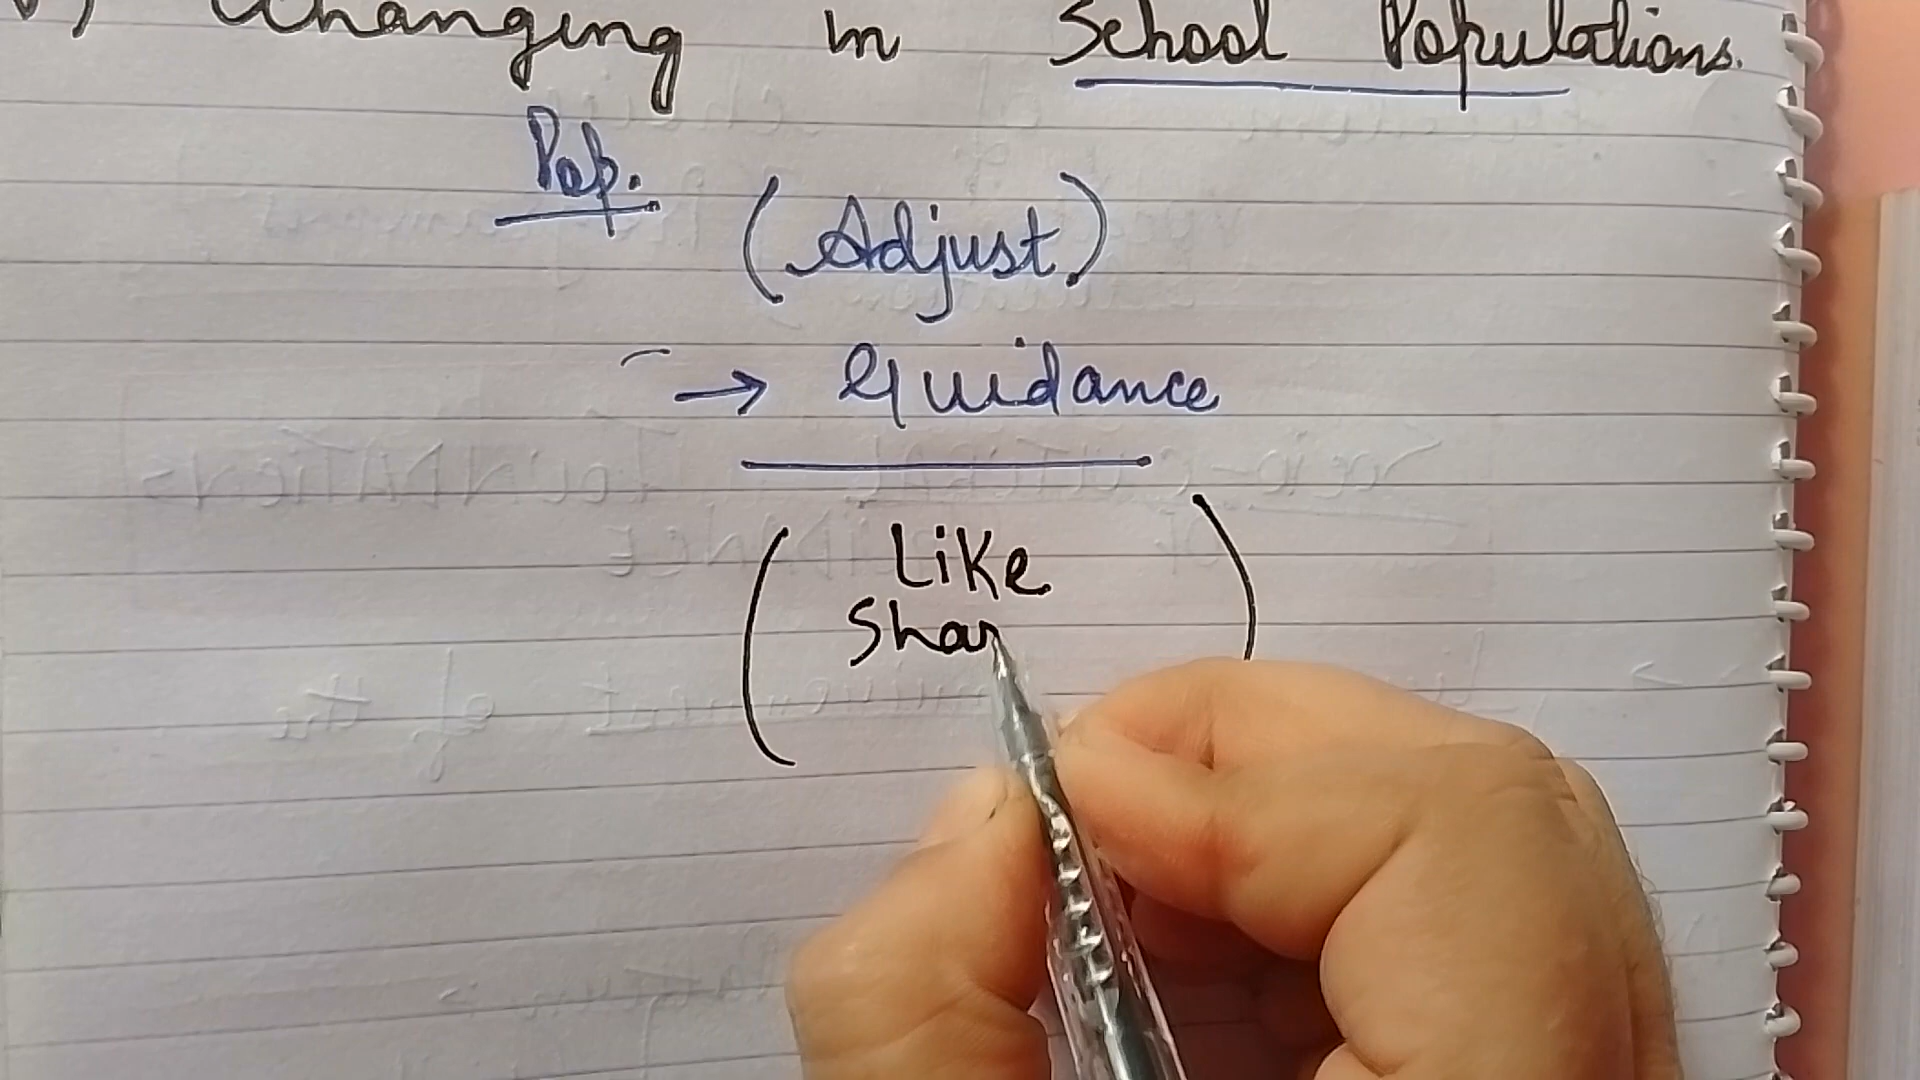 Changing in School Populations.
Pop.
(Adjust)
→ Guidance
( Like
Shar )